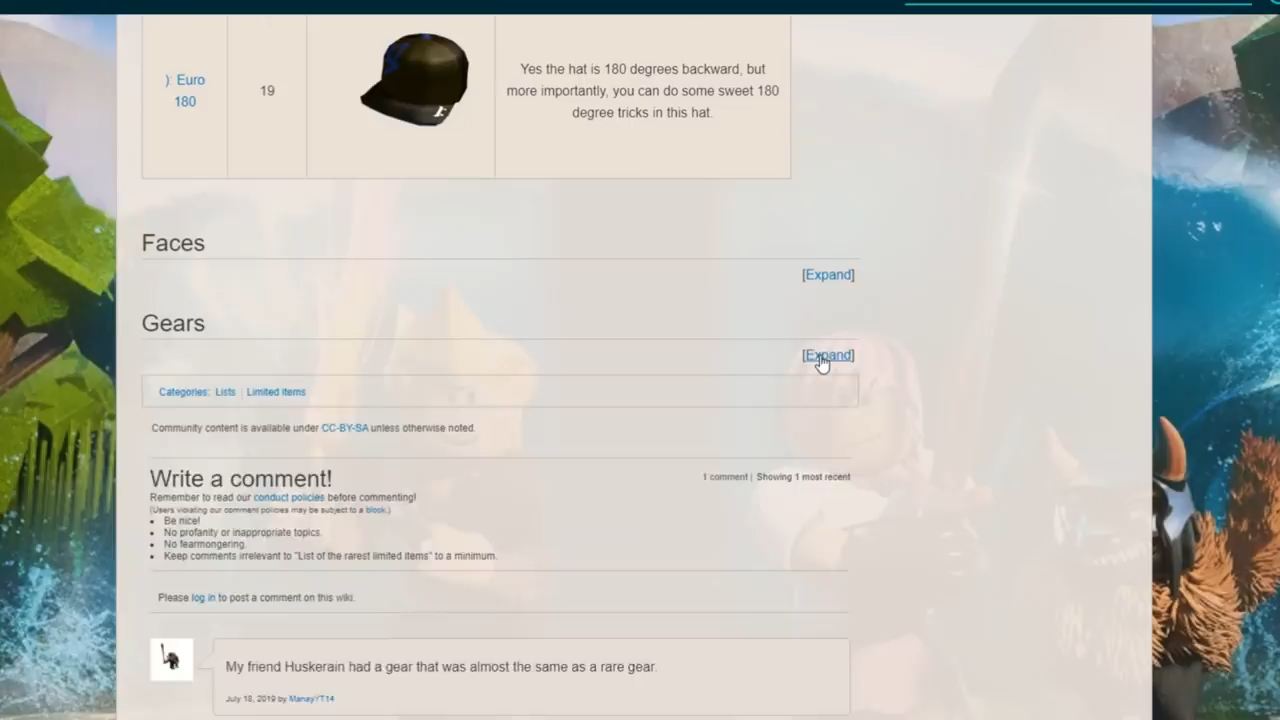 ): Euro
180
19
Yes the hat is 180 degrees backward, but
more importantly, you can do some sweet 180
degree tricks in this hat.
Faces
[Expand]
Gears
[Expand]
Categories: Lists | Limited items
Community content is available under CC-BY-SA unless otherwise noted.
Write a comment!
1 comment | Showing 1 most recent
Remember to read our conduct policies before commenting!
(Users violating our comment policies may be subject to a block.)
• Be nice!
• No profanity or inappropriate topics.
• No fearmongering.
• Keep comments irrelevant to "List of the rarest limited items" to a minimum.
Please log in to post a comment on this wiki.
My friend Huskerain had a gear that was almost the same as a rare gear.
July 18, 2019 by ManayYT14